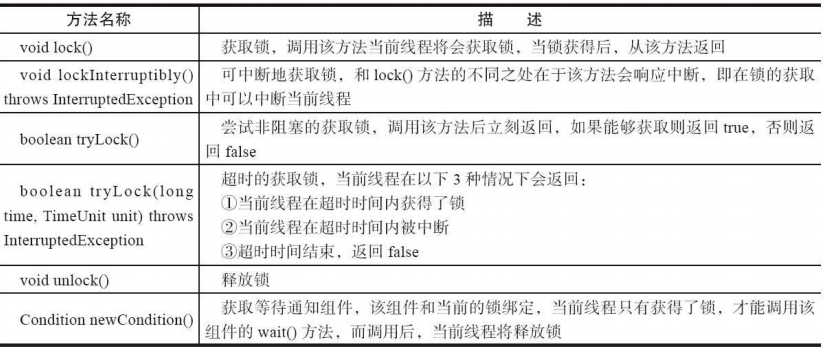 方法名称 描 述
void lock() 获取锁，调用该方法当前线程将会获取锁，当锁获得后，从该方法返回
void lockInterruptibly() throws InterruptedException
可中断地获取锁，和 lock() 方法的不同之处在于该方法会响应中断，即在锁的获取
中可以中断当前线程
boolean tryLock()
尝试非阻塞的获取锁，调用该方法后立刻返回，如果能够获取则返回 true，否则返
回 false
boolean tryLock(long
time, TimeUnit unit) throws
InterruptedException
超时的获取锁，当前线程在以下 3 种情况下会返回：
①当前线程在超时时间内获得了锁
②当前线程在超时时间内被中断
③超时时间结束，返回 false
void unlock() 释放锁
Condition newCondition()
获取等待通知组件，该组件和当前的锁绑定，当前线程只有获得了锁，才能调用该
组件的 wait() 方法，而调用后，当前线程将释放锁